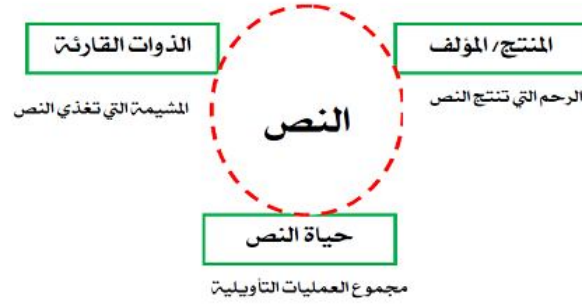 المنتج/ المؤلف
الرحم التي تنتج النص
الذوات القارئة
المشيمة التي تغذي النص
النص
حياة النص
مجموع العمليات التأويلية